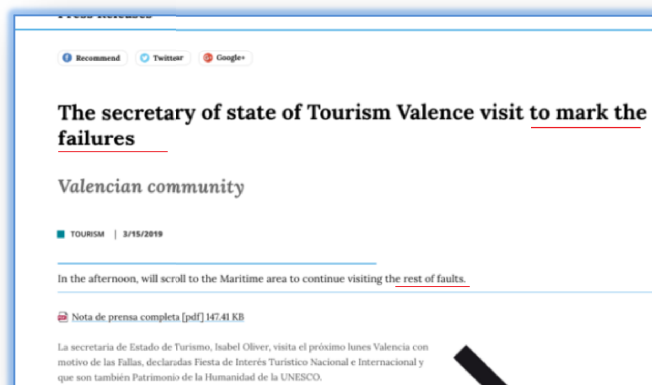 Press Releases
Recommend Twittear Google+
The secretary of state of Tourism Valence visit to mark the
failures
Valencian community
TOURISM | 3/15/2019
In the afternoon, will scroll to the Maritime area to continue visiting the rest of faults.
Nota de prensa completa [pdf] 147.41 KB
La secretaria de Estado de Turismo, Isabel Oliver, visita el próximo lunes Valencia con
motivo de las Fallas, declaradas Fiesta de Interés Turístico Nacional e Internacional y
que son también Patrimonio de la Humanidad de la UNESCO.